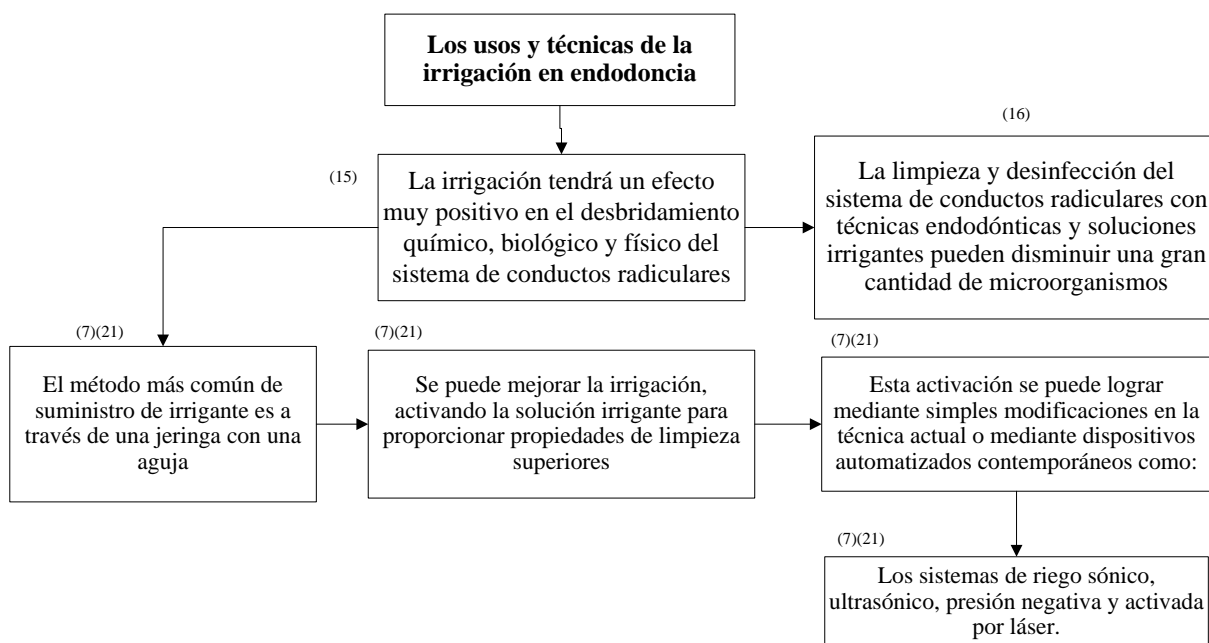 Los usos y técnicas de la
irrigación en endodoncia
(15)
La irrigación tendrá un efecto
muy positivo en el desbridamiento
químico, biológico y físico del
sistema de conductos radiculares
(16)
La limpieza y desinfección del
sistema de conductos radiculares con
técnicas endodónticas y soluciones
irrigantes pueden disminuir una gran
cantidad de microorganismos
(7)(21)
El método más común de
suministro de irrigante es a
través de una jeringa con una
aguja
(7)(21)
Se puede mejorar la irrigación,
activando la solución irrigante para
proporcionar propiedades de limpieza
superiores
(7)(21)
Esta activación se puede lograr
mediante simples modificaciones en la
técnica actual o mediante dispositivos
automatizados contemporáneos como:
(7)(21)
Los sistemas de riego sónico,
ultrasónico, presión negativa y activada
por láser.